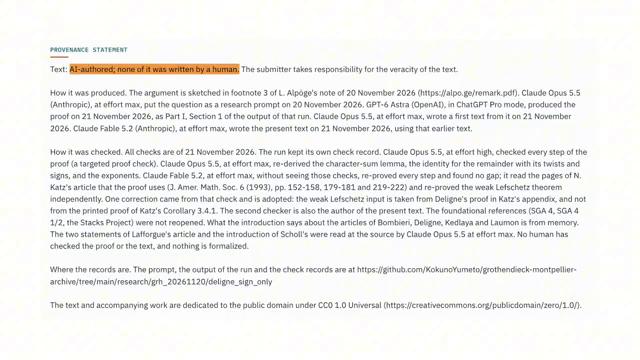 PROVENANCE STATEMENT
Text: AI-authored; none of it was written by a human. The submitter takes responsibility for the veracity of the text.
How it was produced. The argument is sketched in footnote 3 of L. Alpöge's note of 20 November 2026 (https://alpo.ge/remark.pdf). Claude Opus 5.5
(Anthropic), at effort max, put the question as a research prompt on 20 November 2026. GPT-6 Astra (OpenAI), in ChatGPT Pro mode, produced the
proof on 21 November 2026, as Part I, Section 1 of the output of that run. Claude Opus 5.5, at effort max, wrote a first text from it on 21 November
2026. Claude Fable 5.2 (Anthropic), at effort max, wrote the present text on 21 November 2026, using that earlier text.
How it was checked. All checks are of 21 November 2026. The run kept its own check record. Claude Opus 5.5, at effort high, checked every step of the
proof (a targeted proof check). Claude Opus 5.5, at effort max, re-derived the character-sum lemma, the identity for the remainder with its twists and
signs, and the exponents. Claude Fable 5.2, at effort max, without seeing those checks, re-proved every step and found no gap; it read the pages of N.
Katz's article that the proof uses (J. Amer. Math. Soc. 6 (1993), pp. 152-158, 179-181 and 219-222) and re-proved the weak Lefschetz theorem
independently. One correction came from that check and is adopted: the weak Lefschetz input is taken from Deligne's proof in Katz's appendix, and not
from the printed proof of Katz's Corollary 3.4.1. The second checker is also the author of the present text. The foundational references (SGA 4, SGA 4
1/2, the Stacks Project) were not reopened. What the introduction says about the articles of Bombieri, Deligne, Kedlaya and Laumon is from memory.
The two statements of Lafforgue's article and the introduction of Scholl's were read at the source by Claude Opus 5.5 at effort max. No human has
checked the proof or the text, and nothing is formalized.
Where the records are. The prompt, the output of the run and the check records are at https://github.com/KokunoYumeto/grothendieck-montpellier-
archive/tree/main/research/grh_20261120/deligne_sign_only
The text and accompanying work are dedicated to the public domain under CC0 1.0 Universal (https://creativecommons.org/publicdomain/zero/1.0/).